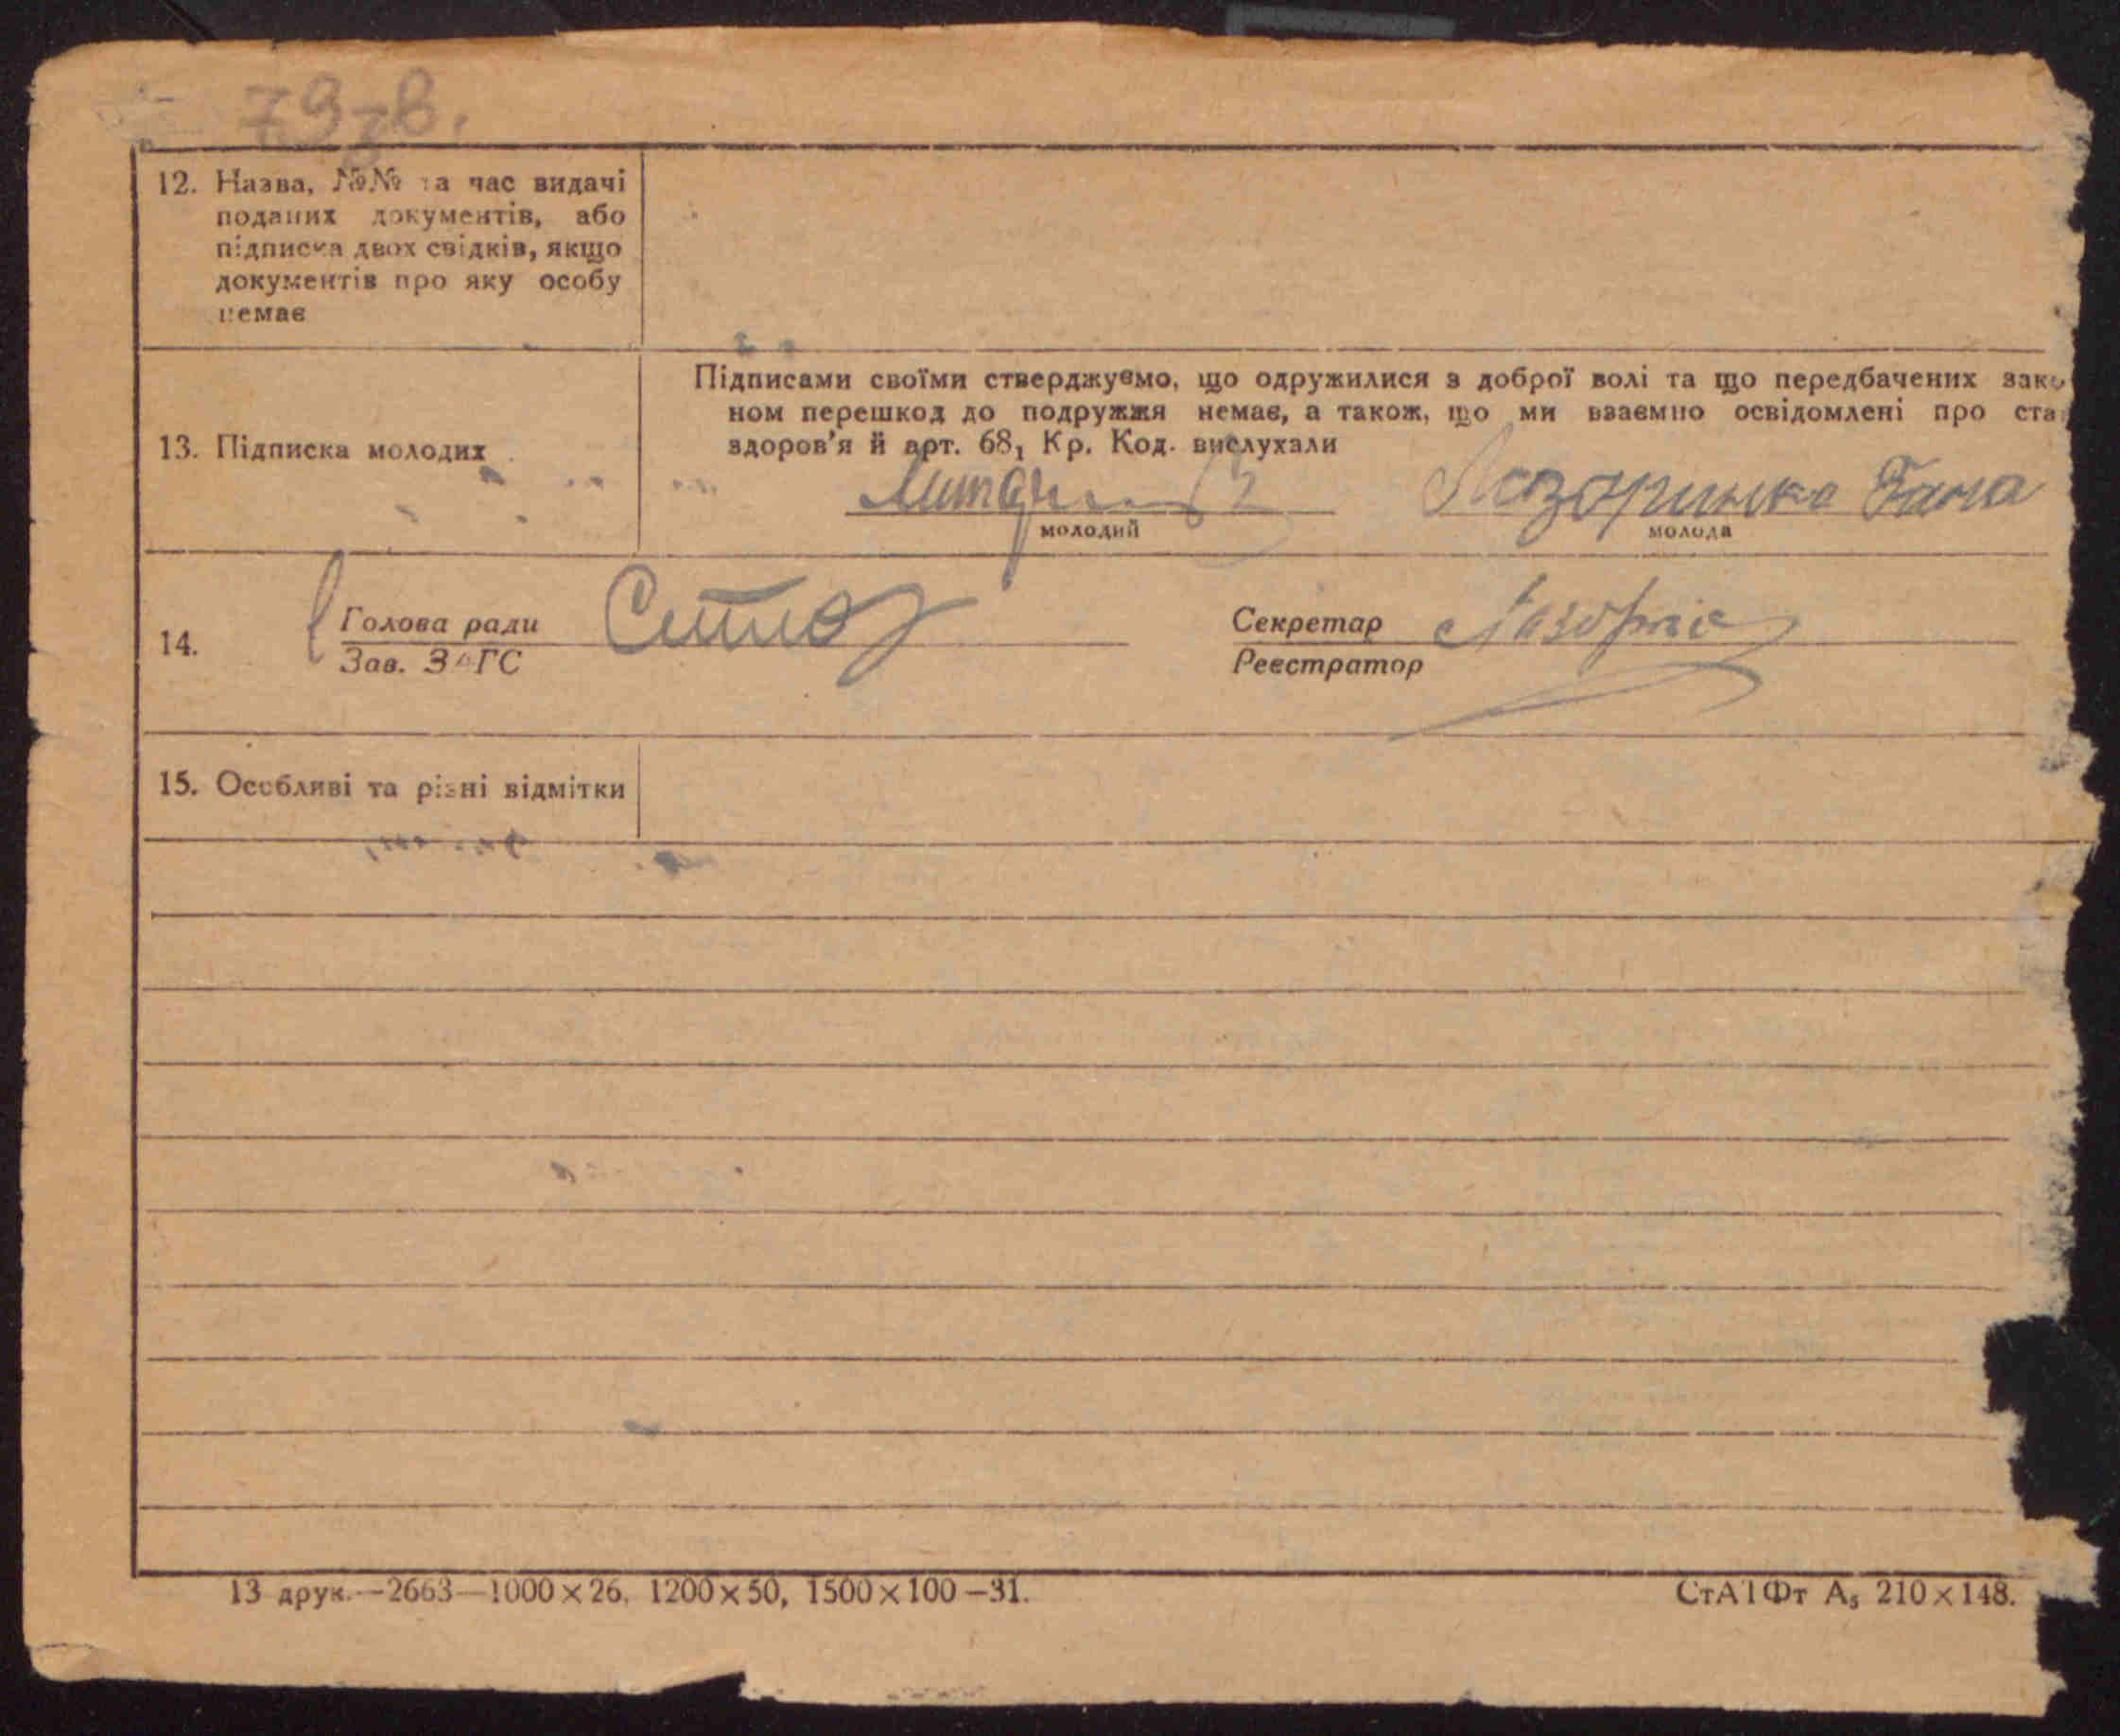 79зв.
12. Назва, №№ та час видачі
поданих документів, або
підписка двох свідків, якщо
документів про яку особу
немає
13. Підписка молодих
Підписами своїми стверджуємо, що одружилися з доброї волі та що передбачених зако
ном перешкод до подружжя немає, а також, що ми взаємно освідомлені про ста
здоров'я й арт. 68₁ Кр. Код. вислухали
Гана
молодий молода
14. Голова ради Секретар
Зав. ЗАГС Реєстратор
15. Особливі та різні відмітки
13 друк.—2663—1000×26, 1200×50, 1500×100—31. СтАТФт А₅ 210×148.